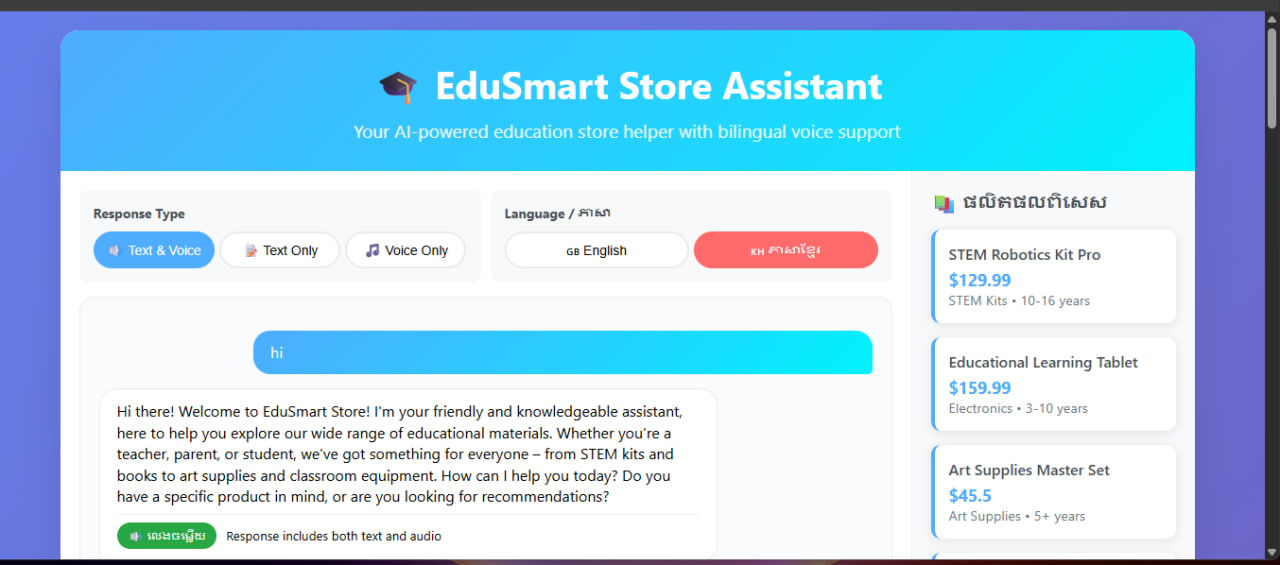 🎓 EduSmart Store Assistant
Your AI-powered education store helper with bilingual voice support
Response Type
🔊 Text & Voice
📝 Text Only
🎵 Voice Only
Language / ភាសា
GB English
KH ភាសាខ្មែរ
hi
Hi there! Welcome to EduSmart Store! I'm your friendly and knowledgeable assistant,
here to help you explore our wide range of educational materials. Whether you're a
teacher, parent, or student, we've got something for everyone – from STEM kits and
books to art supplies and classroom equipment. How can I help you today? Do you
have a specific product in mind, or are you looking for recommendations?
🔊 លេងចម្លើយ
Response includes both text and audio
📚 ផលិតផលពិសេស
STEM Robotics Kit Pro
$129.99
STEM Kits • 10-16 years
Educational Learning Tablet
$159.99
Electronics • 3-10 years
Art Supplies Master Set
$45.5
Art Supplies • 5+ years